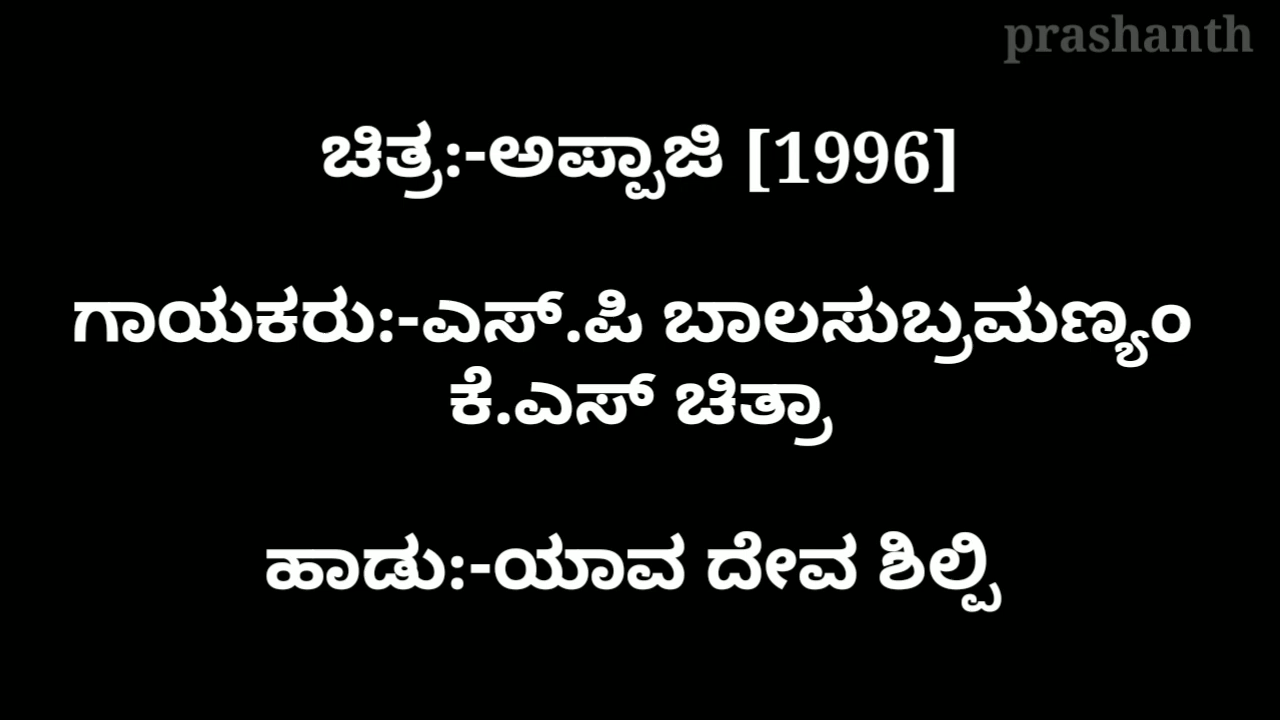 prashanth
ಚಿತ್ರ:-ಅಪ್ಪಾಜಿ [1996]
ಗಾಯಕರು:-ಎಸ್.ಪಿ ಬಾಲಸುಬ್ರಮಣ್ಯಂ
ಕೆ.ಎಸ್ ಚಿತ್ರಾ
ಹಾಡು:-ಯಾವ ದೇವ ಶಿಲ್ಪಿ